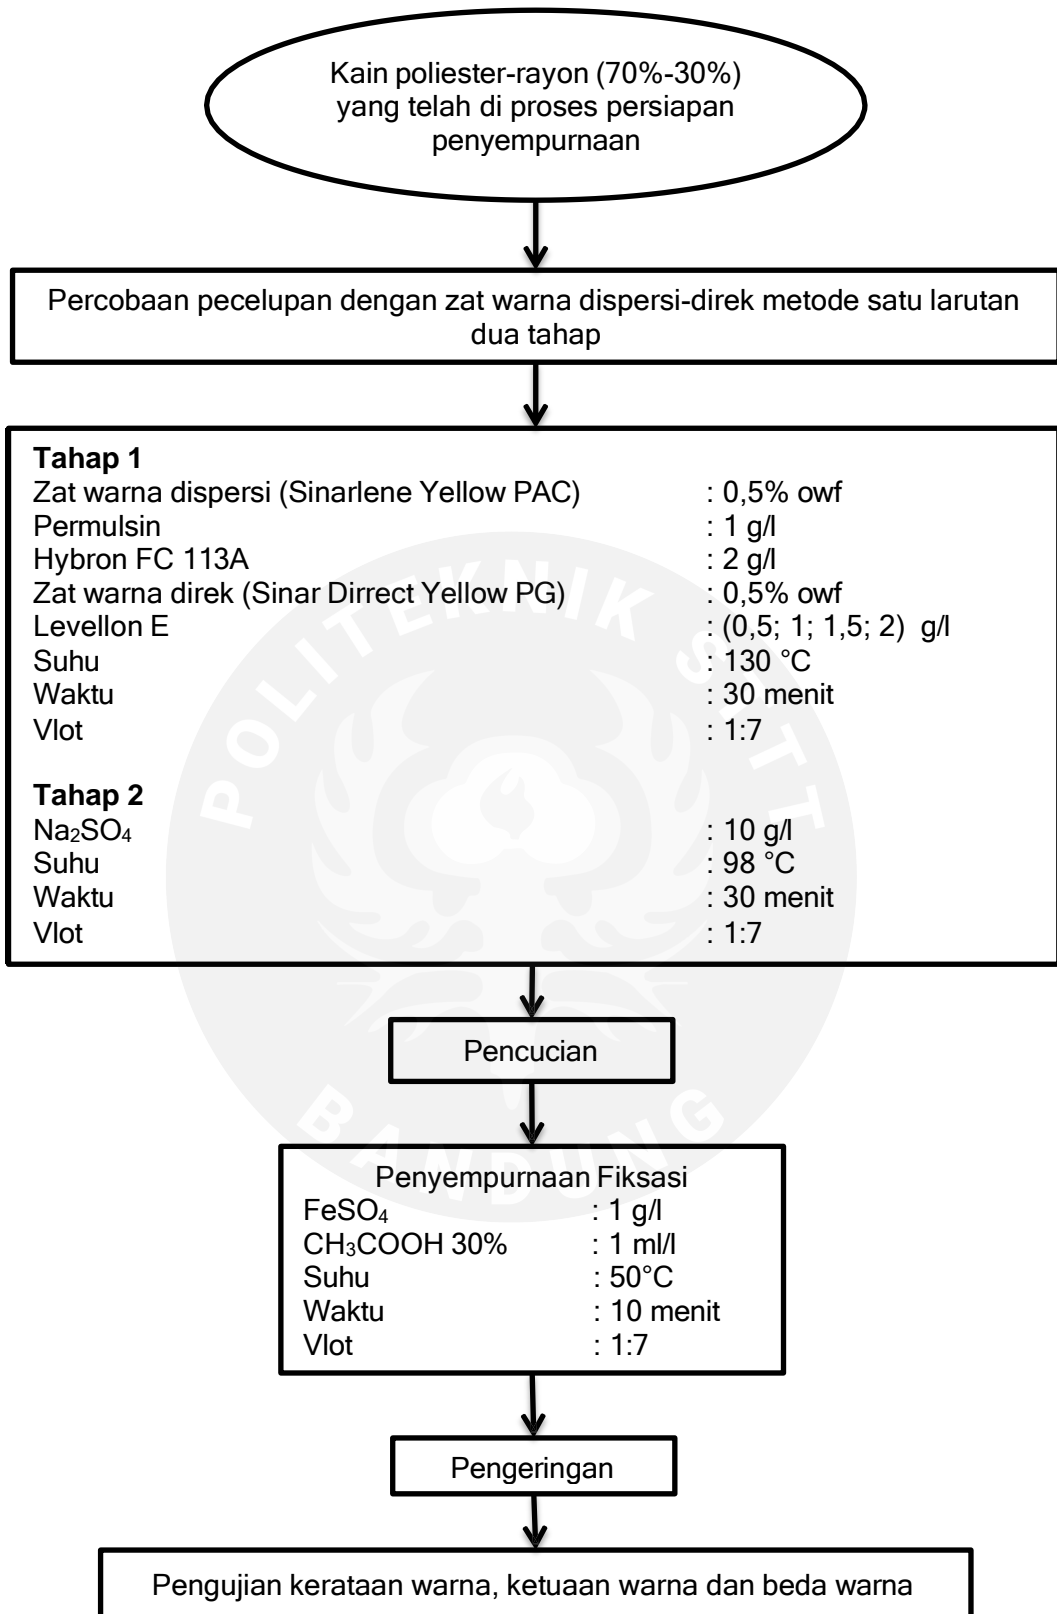 Kain poliester-rayon (70%-30%)
yang telah di proses persiapan
penyempurnaan
Percobaan pecelupan dengan zat warna dispersi-direk metode satu larutan
dua tahap
Tahap 1
Zat warna dispersi (Sinarlene Yellow PAC) : 0,5% owf
Permulsin : 1 g/l
Hybron FC 113A : 2 g/l
Zat warna direk (Sinar Dirrect Yellow PG) : 0,5% owf
Levellon E : (0,5; 1; 1,5; 2) g/l
Suhu : 130 °C
Waktu : 30 menit
Vlot : 1:7
Tahap 2
Na₂SO₄ : 10 g/l
Suhu : 98 °C
Waktu : 30 menit
Vlot : 1:7
Pencucian
Penyempurnaan Fiksasi
FeSO₄ : 1 g/l
CH₃COOH 30% : 1 ml/l
Suhu : 50°C
Waktu : 10 menit
Vlot : 1:7
Pengeringan
Pengujian kerataan warna, ketuaan warna dan beda warna
POLITEKNIK STTT
BANDUNG